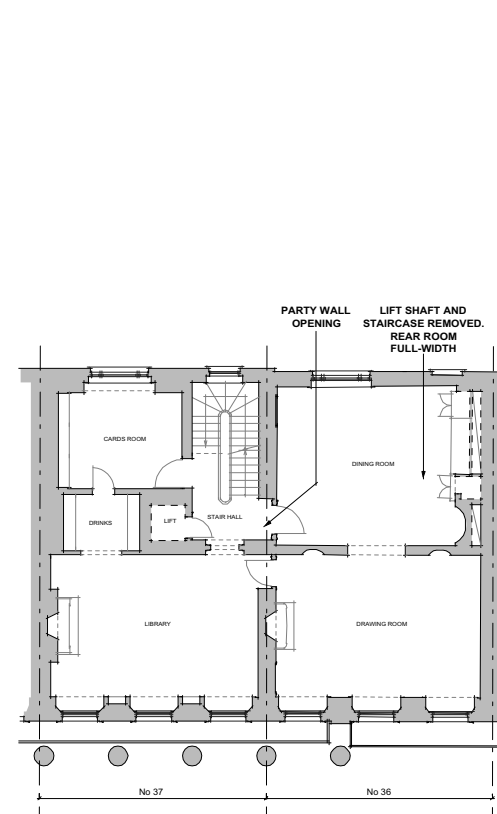 PARTY WALL
OPENING
LIFT SHAFT AND
STAIRCASE REMOVED.
REAR ROOM
FULL-WIDTH
CARDS ROOM
DINING ROOM
DRINKS
LIFT
STAIR HALL
LIBRARY
DRAWING ROOM
No 37
No 36